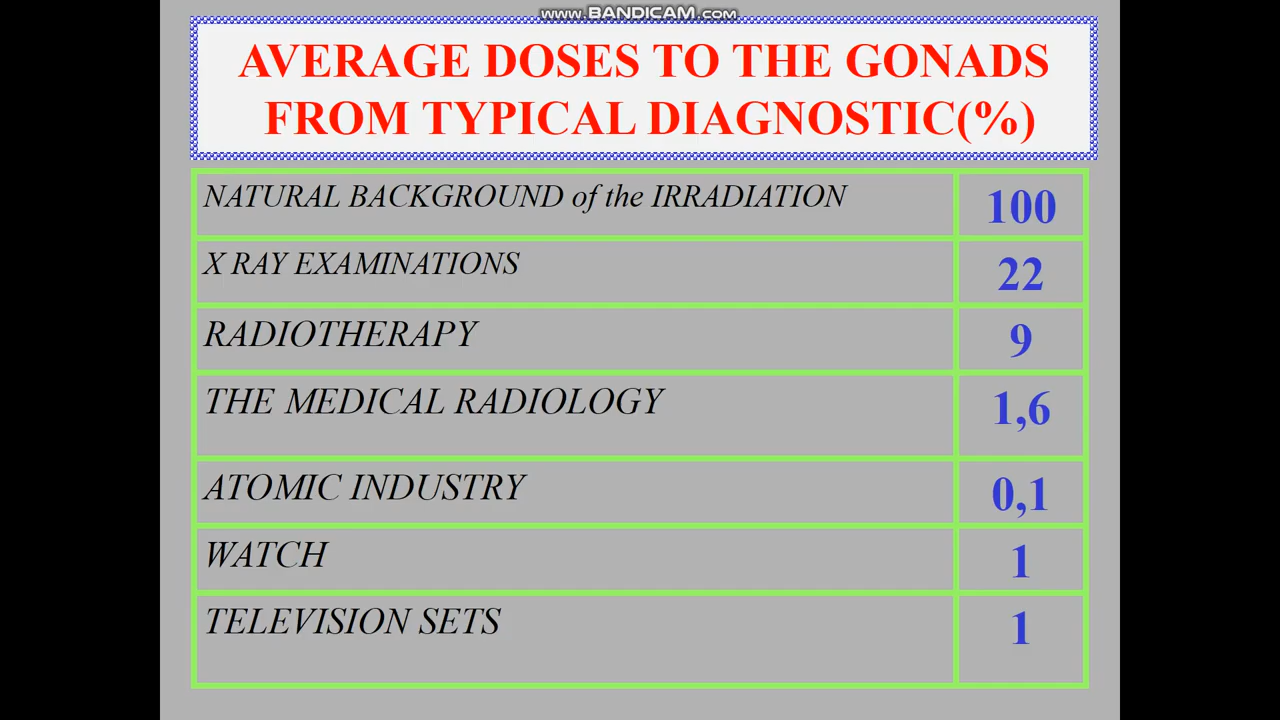 www.BANDICAM.com
AVERAGE DOSES TO THE GONADS
FROM TYPICAL DIAGNOSTIC(%)
NATURAL BACKGROUND of the IRRADIATION 100
X RAY EXAMINATIONS 22
RADIOTHERAPY 9
THE MEDICAL RADIOLOGY 1,6
ATOMIC INDUSTRY 0,1
WATCH 1
TELEVISION SETS 1